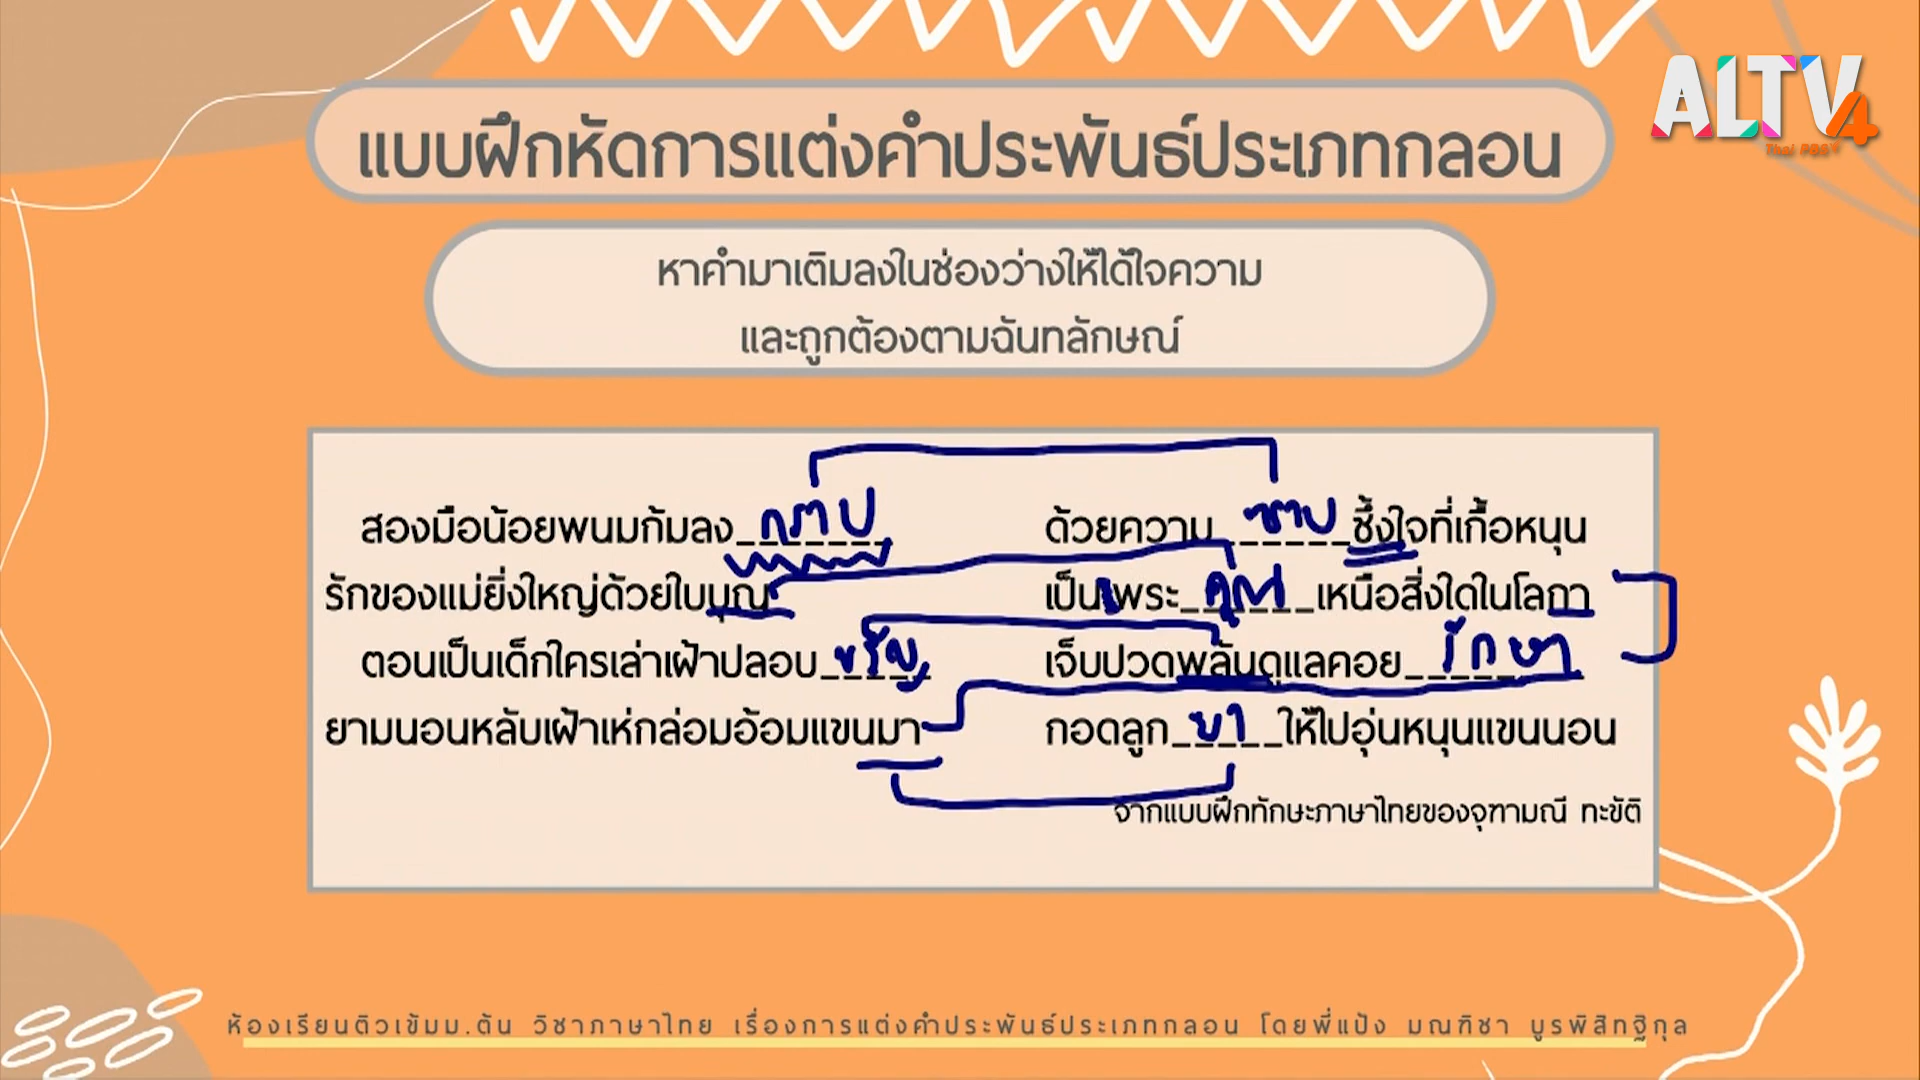 ALTV4
Thai PBS
แบบฝึกหัดการแต่งคำประพันธ์ประเภทกลอน
หาคำมาเติมลงในช่องว่างให้ได้ใจความ
และถูกต้องตามฉันทลักษณ์
สองมือน้อยพนมก้มลง กราบ ด้วยความ ซาบ ซึ้งใจที่เกื้อหนุน
รักของแม่ยิ่งใหญ่ด้วยใบบุญ เป็นพระ คุณ เหนือสิ่งใดในโลกา
ตอนเป็นเด็กใครเล่าเฝ้าปลอบ ขวัญ เจ็บปวดพลันดูแลคอย รักษา
ยามนอนหลับเฝ้าเห่กล่อมอ้อมแขนมา กอดลูก ยา ให้ไปอุ่นหนุนแขนนอน
จากแบบฝึกทักษะภาษาไทยของจุฑามณี ทะขัติ
ห้องเรียนติวเข้มม.ต้น วิชาภาษาไทย เรื่องการแต่งคำประพันธ์ประเภทกลอน โดยพี่แป้ง มณฑิชา บูรพิสิทฐิกุล